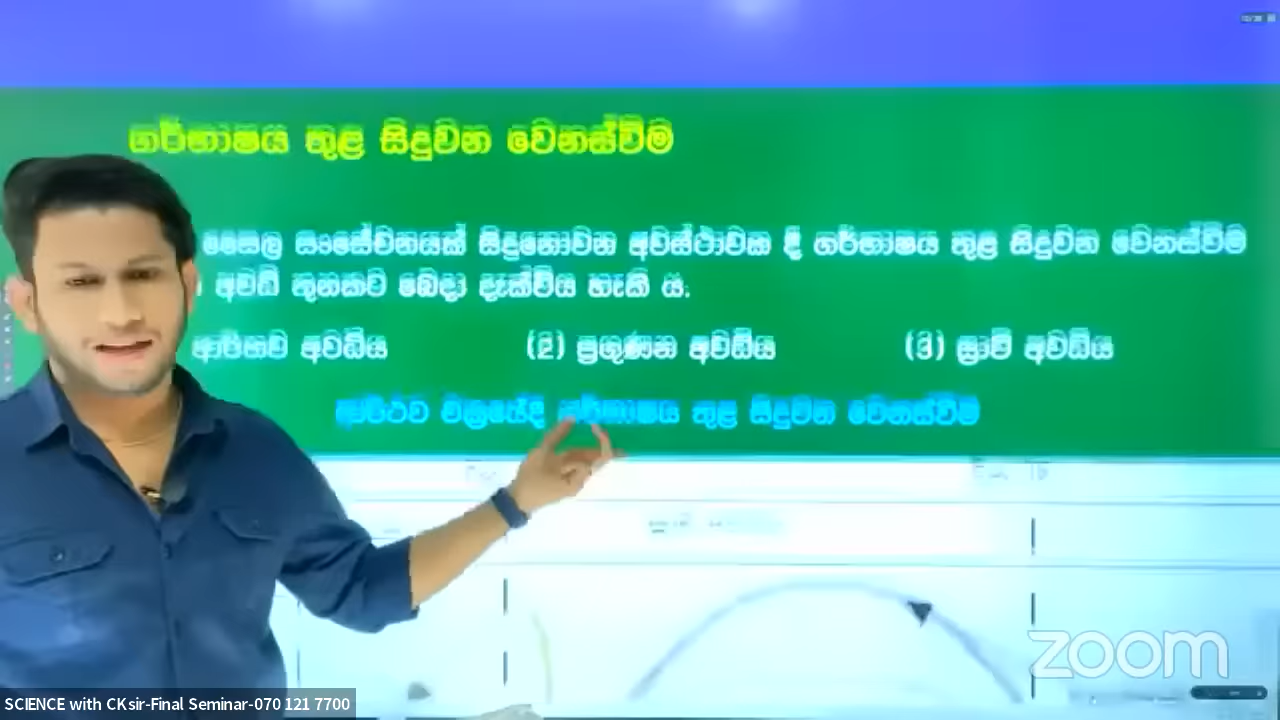 ගර්භාෂය තුළ සිදුවන වෙනස්වීම්
සංසේචනයක් සිදුනොවන අවස්ථාවක දී ගර්භාෂය තුළ සිදුවන වෙනස්වීම්
අවධි තුනකට බෙදා දැක්විය හැකි ය.
ආර්තව අවධිය (2) ප්‍රගුණන අවධිය (3) ස්‍රාවී අවධිය
ආර්ථව චක්‍රයේදී ගර්භාෂය තුළ සිදුවන වෙනස්වීම්
zoom
SCIENCE with CKsir-Final Seminar-070 121 7700